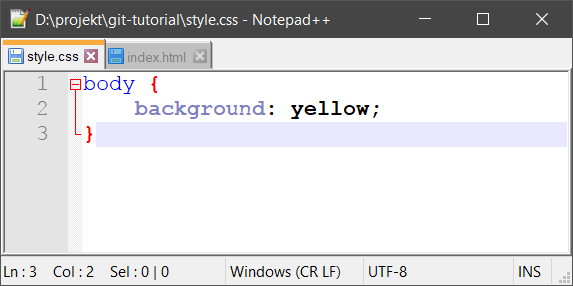 D:\projekt\git-tutorial\style.css - Notepad++
style.css index.html
1 body {
2 background: yellow;
3 }
Ln : 3 Col : 2 Sel : 0 | 0 Windows (CR LF) UTF-8 INS